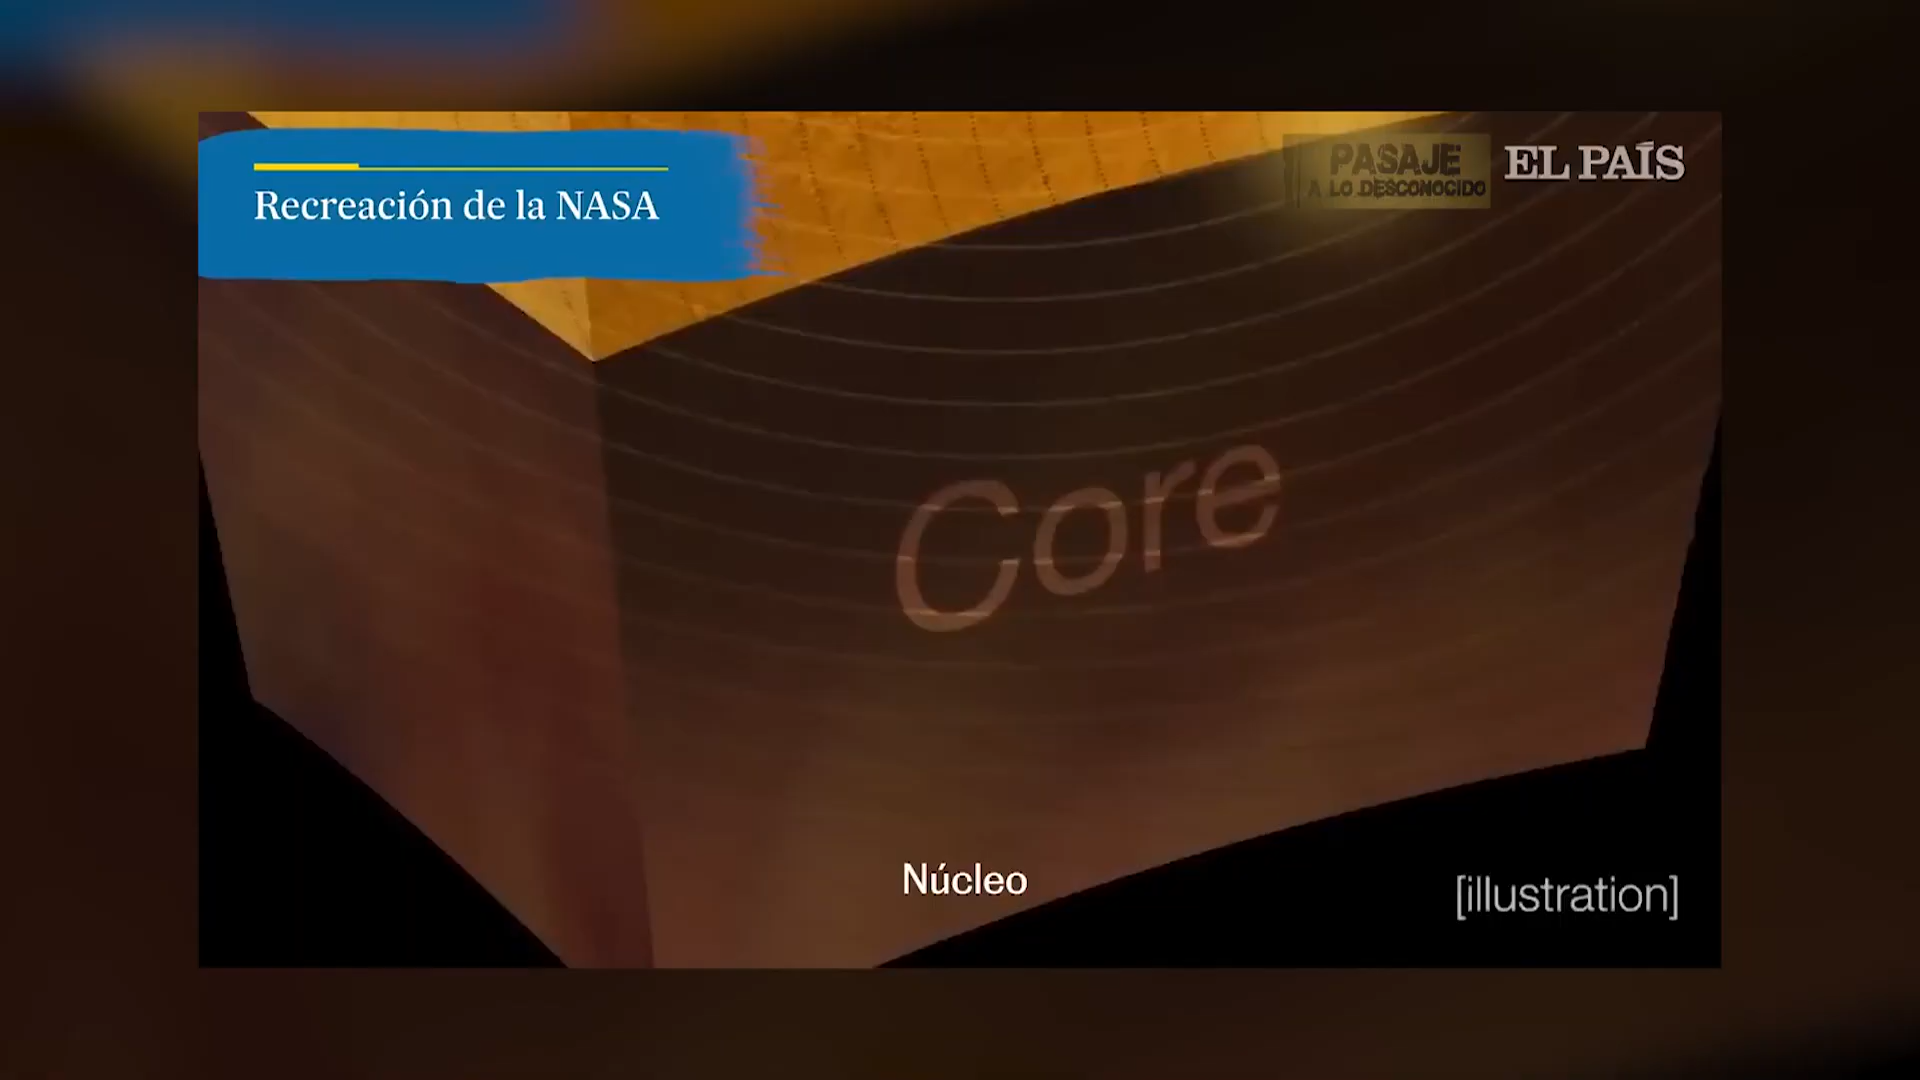 Recreación de la NASA
PASAJE
A LO DESCONOCIDO
EL PAÍS
Core
Núcleo
[illustration]